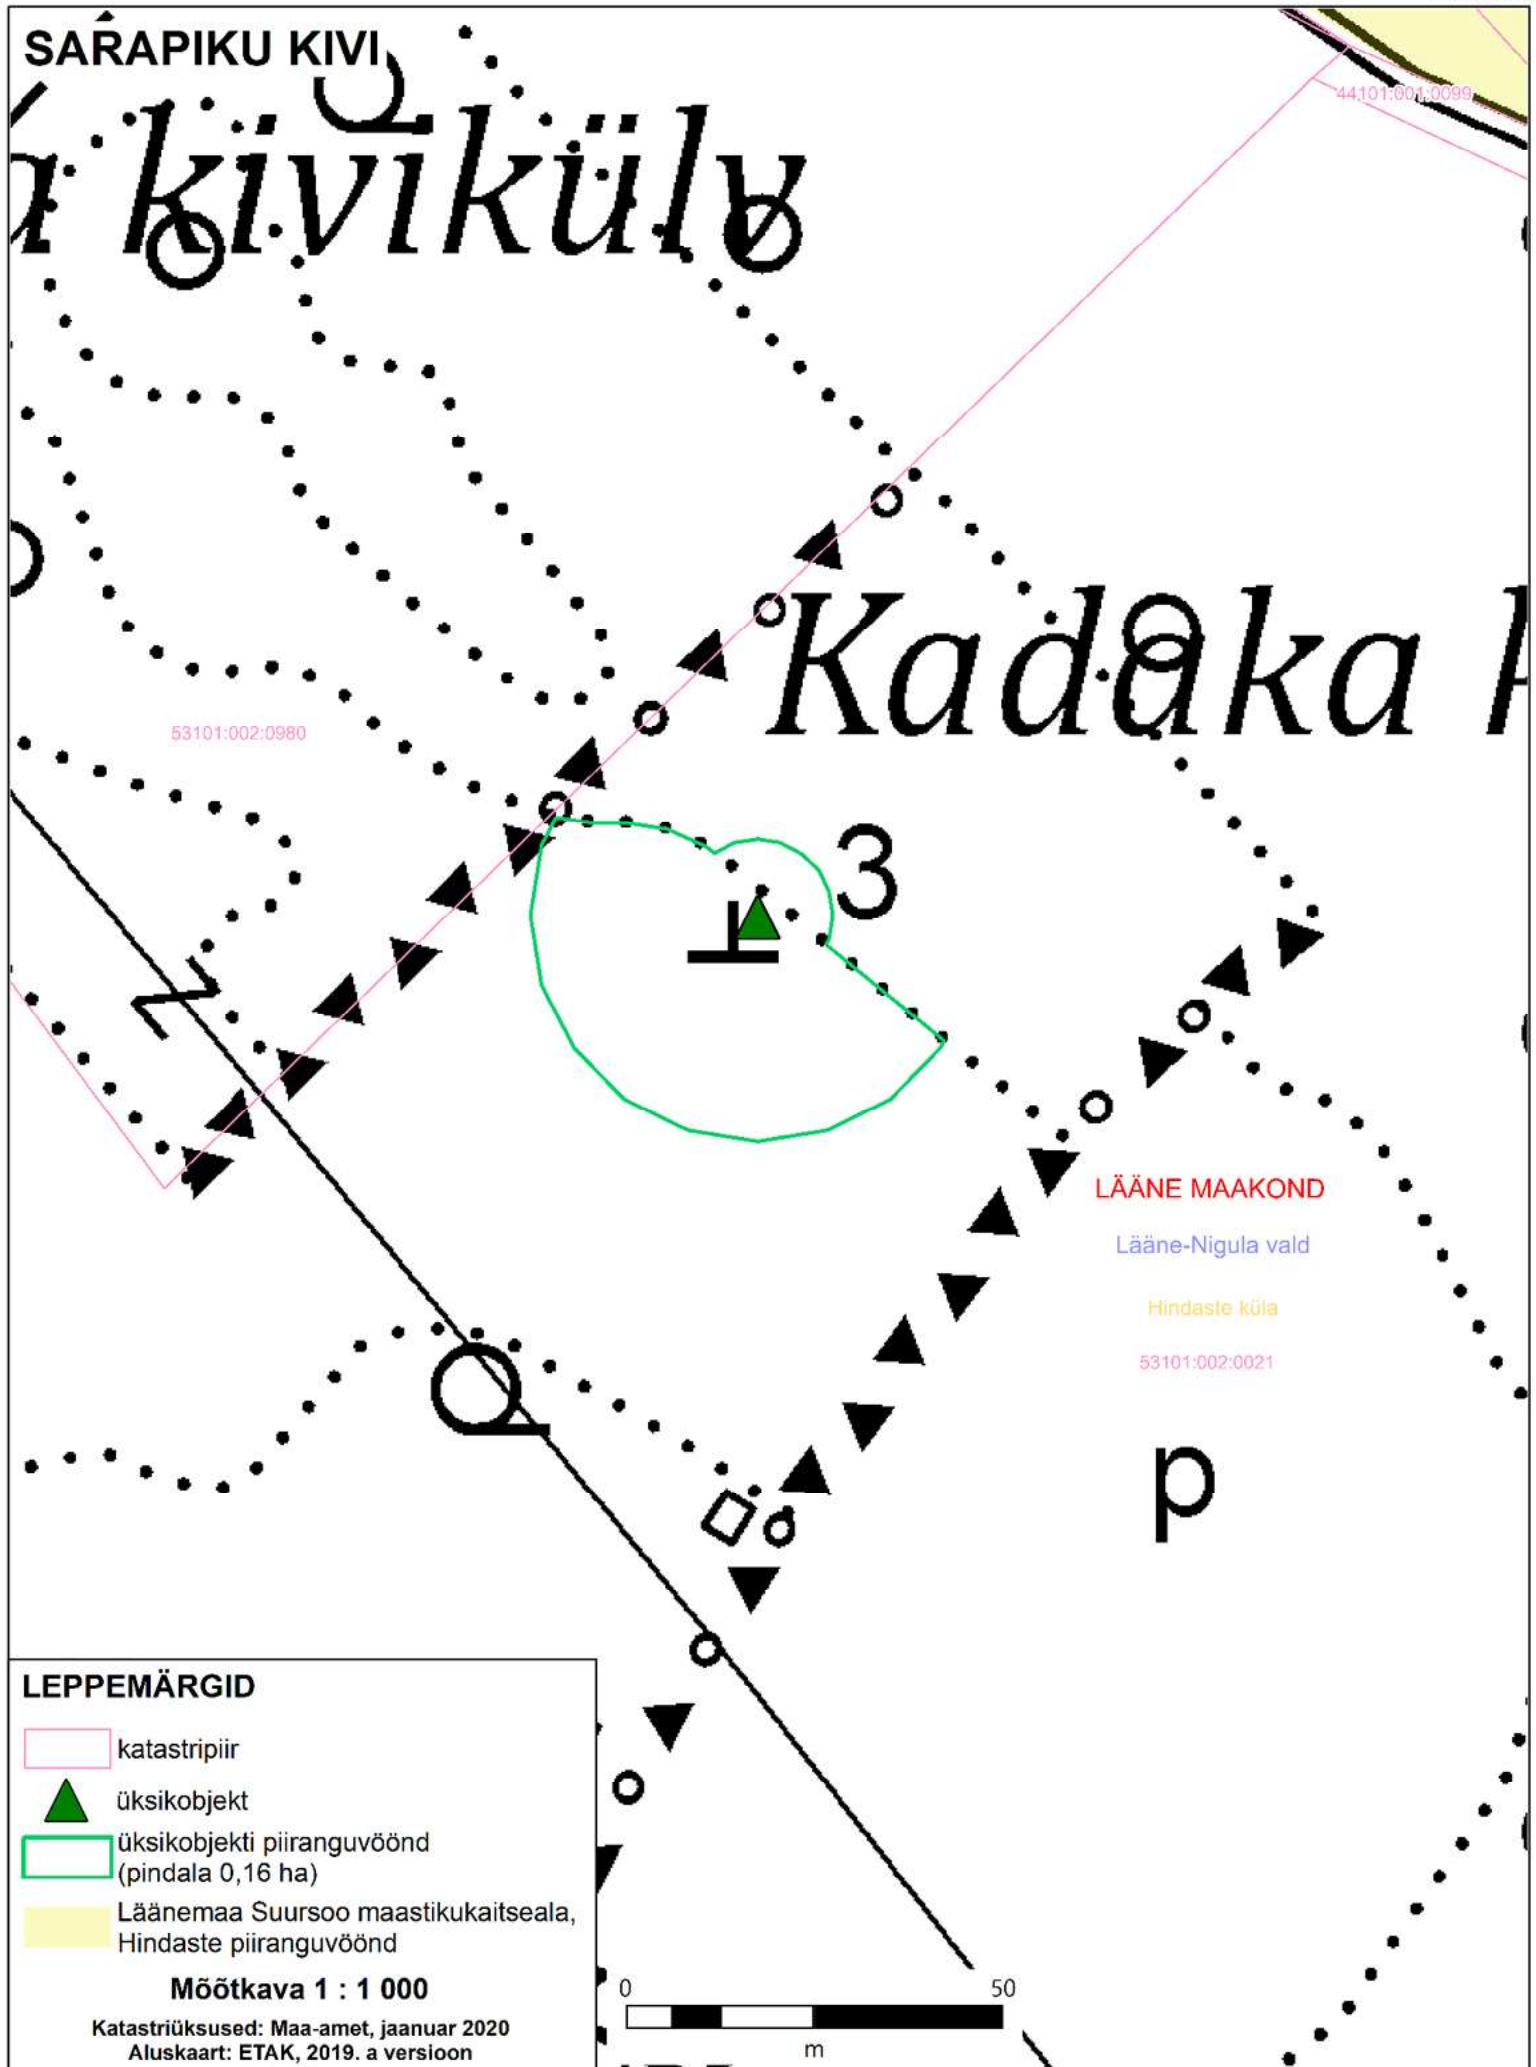 SARAPIKU KIVI
44101:001:0099
a kivikülv
Kadaka k
53101:002:0980
3
LÄÄNE MAAKOND
Lääne-Nigula vald
Hindaste küla
53101:002:0021
p
LEPPEMÄRGID
katastripiir
üksikobjekt
üksikobjekti piiranguvöönd
(pindala 0,16 ha)
Läänemaa Suursoo maastikukaitseala,
Hindaste piiranguvöönd
Mõõtkava 1 : 1 000
Katastriüksused: Maa-amet, jaanuar 2020
Aluskaart: ETAK, 2019. a versioon
0 50
m